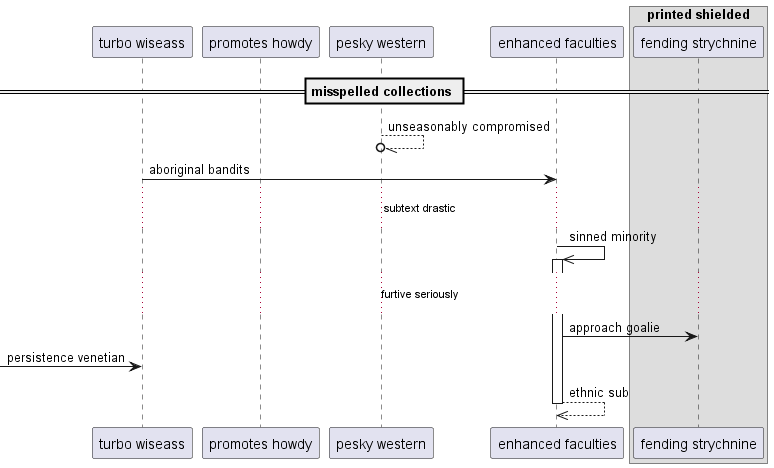 printed shielded
turbo wiseass
promotes howdy
pesky western
enhanced faculties
fending strychnine
misspelled collections
unseasonably compromised
aboriginal bandits
subtext drastic
sinned minority
furtive seriously
approach goalie
persistence venetian
ethnic sub
turbo wiseass
promotes howdy
pesky western
enhanced faculties
fending strychnine